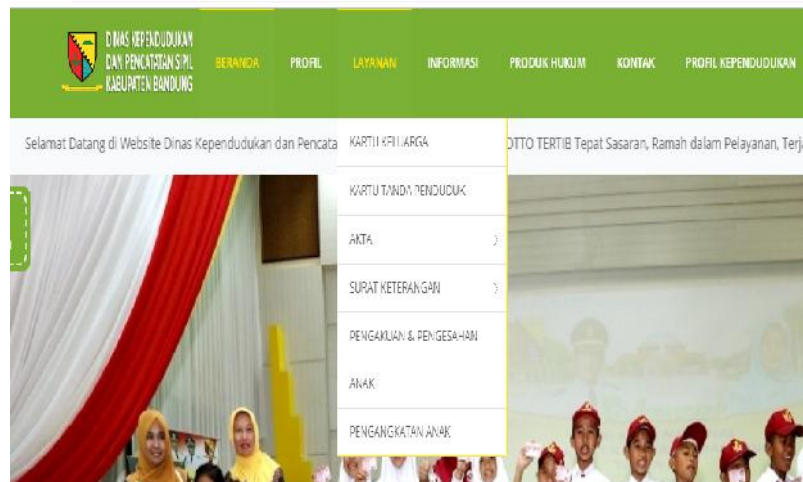 DINAS KEPENDUDUKAN
DAN PENCATATAN SIPIL
KABUPATEN BANDUNG
BERANDA PROFIL LAYANAN INFORMASI PRODUK HUKUM KONTAK PROFIL KEPENDUDUKAN
Selamat Datang di Website Dinas Kependudukan dan Pencata OTTO TERTIB Tepat Sasaran, Ramah dalam Pelayanan, Terja
KARTU KELUARGA
KARTU TANDA PENDUDUK
AKTA
SURAT KETERANGAN
PENGAKUAN & PENGESAHAN
ANAK
PENGANGKATAN ANAK